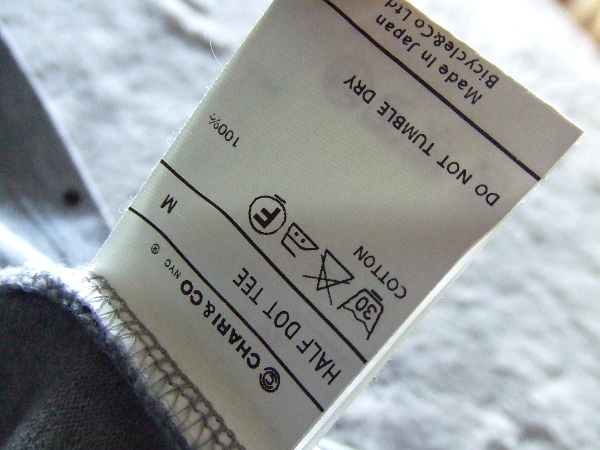 CHARI&CO NYC ®
HALF DOT TEE
M
30
F
COTTON 100%
DO NOT TUMBLE DRY
Made In Japan
Bicycle&Co Ltd